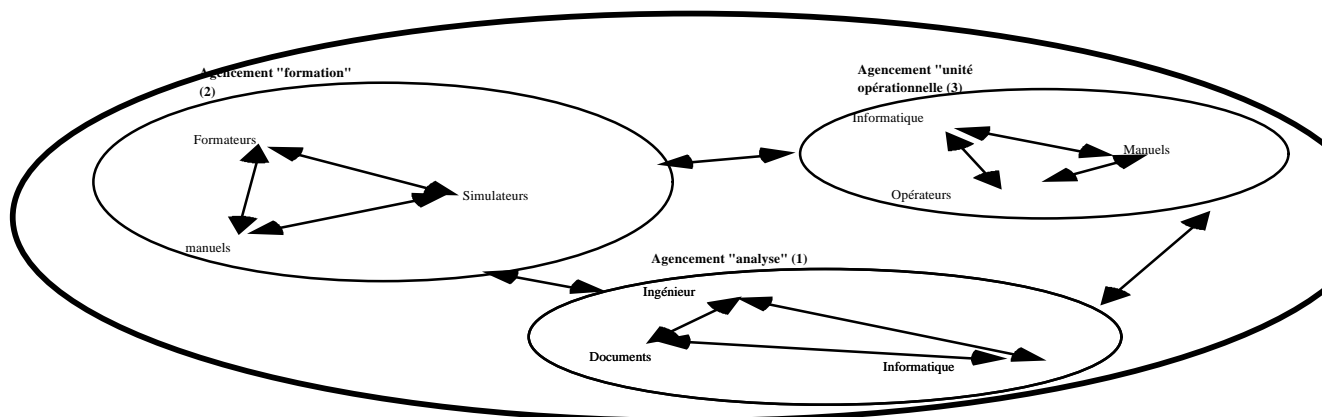 Agencement "formation"
(2)
Formateurs
Simulateurs
manuels
Agencement "unité
opérationnelle (3)
Informatique
Manuels
Opérateurs
Agencement "analyse" (1)
Ingénieur
Documents
Informatique